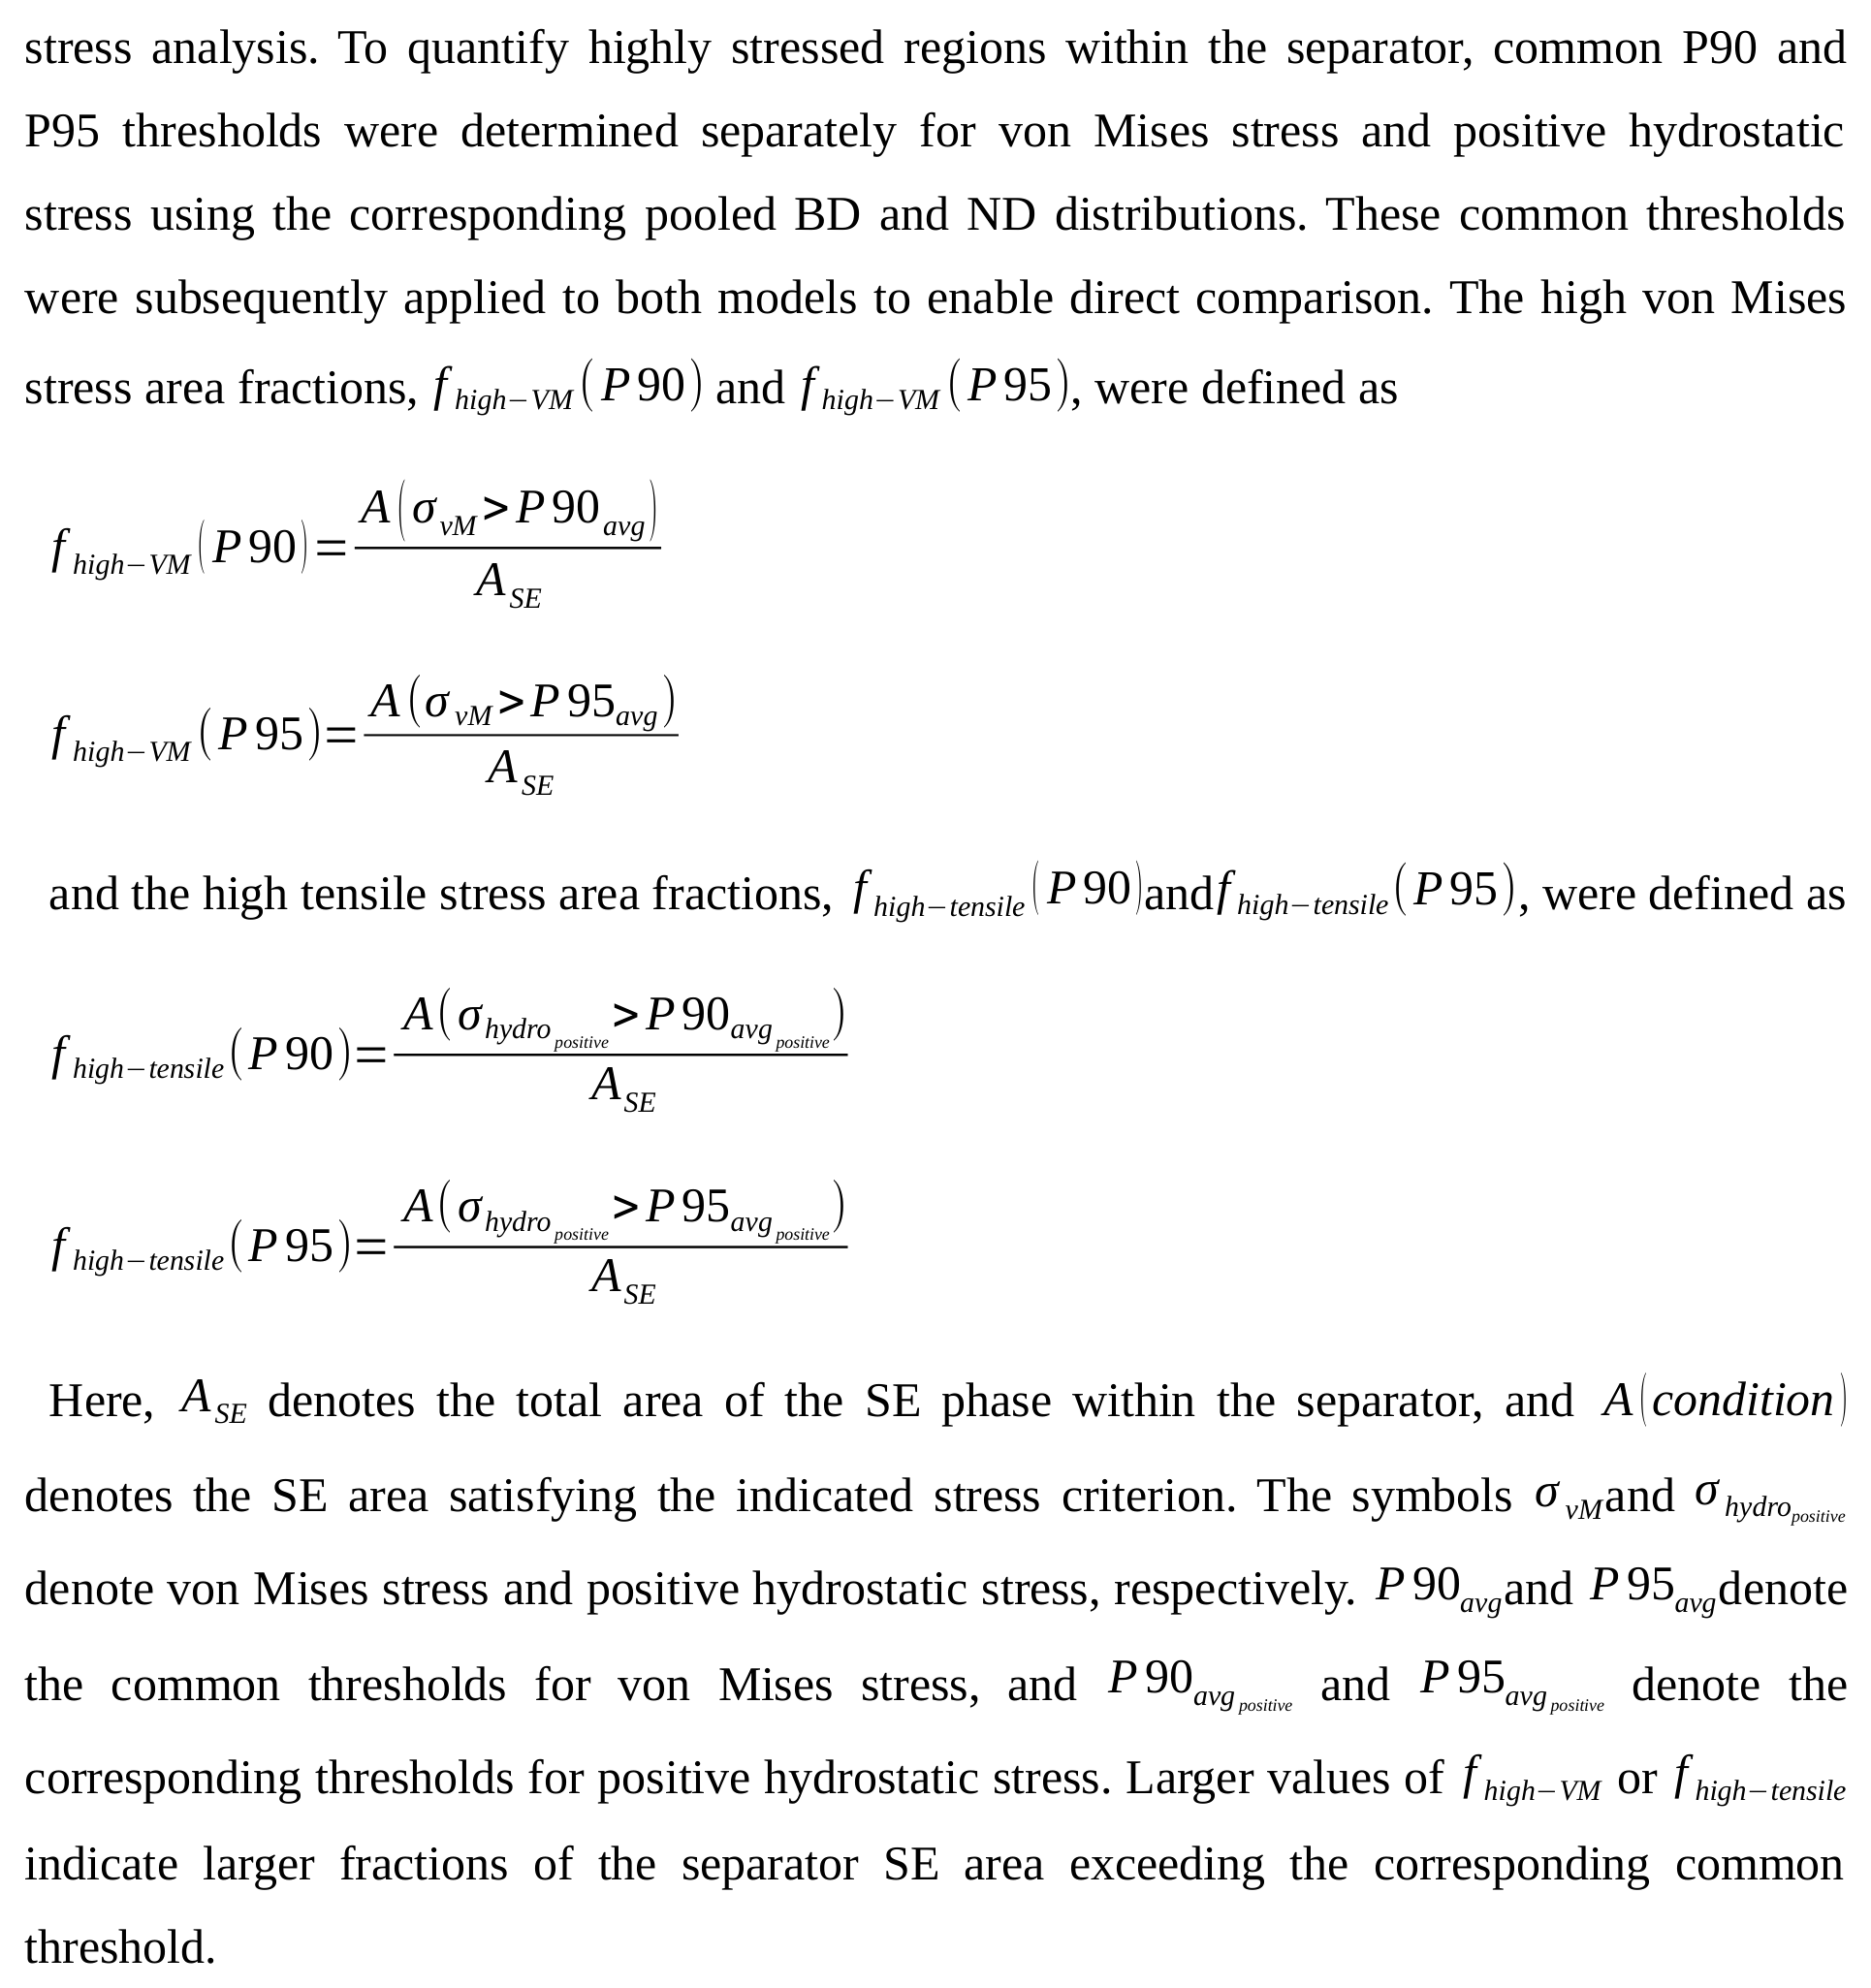 stress analysis. To quantify highly stressed regions within the separator, common P90 and
P95 thresholds were determined separately for von Mises stress and positive hydrostatic
stress using the corresponding pooled BD and ND distributions. These common thresholds
were subsequently applied to both models to enable direct comparison. The high von Mises
stress area fractions, f_{high−VM}(P90) and f_{high−VM}(P95), were defined as
f_{high−VM}(P90)=\frac{A(σ_{vM}>P90_{avg})}{A_{SE}}
f_{high−VM}(P95)=\frac{A(σ_{vM}>P95_{avg})}{A_{SE}}
and the high tensile stress area fractions, f_{high−tensile}(P90)and f_{high−tensile}(P95), were defined as
f_{high−tensile}(P90)=\frac{A(σ_{hydro_{positive}}>P90_{avg_{positive}})}{A_{SE}}
f_{high−tensile}(P95)=\frac{A(σ_{hydro_{positive}}>P95_{avg_{positive}})}{A_{SE}}
Here, A_{SE} denotes the total area of the SE phase within the separator, and A(condition)
denotes the SE area satisfying the indicated stress criterion. The symbols σ_{vM} and σ_{hydro_{positive}}
denote von Mises stress and positive hydrostatic stress, respectively. P90_{avg} and P95_{avg} denote
the common thresholds for von Mises stress, and P90_{avg_{positive}} and P95_{avg_{positive}} denote the
corresponding thresholds for positive hydrostatic stress. Larger values of f_{high−VM} or f_{high−tensile}
indicate larger fractions of the separator SE area exceeding the corresponding common
threshold.